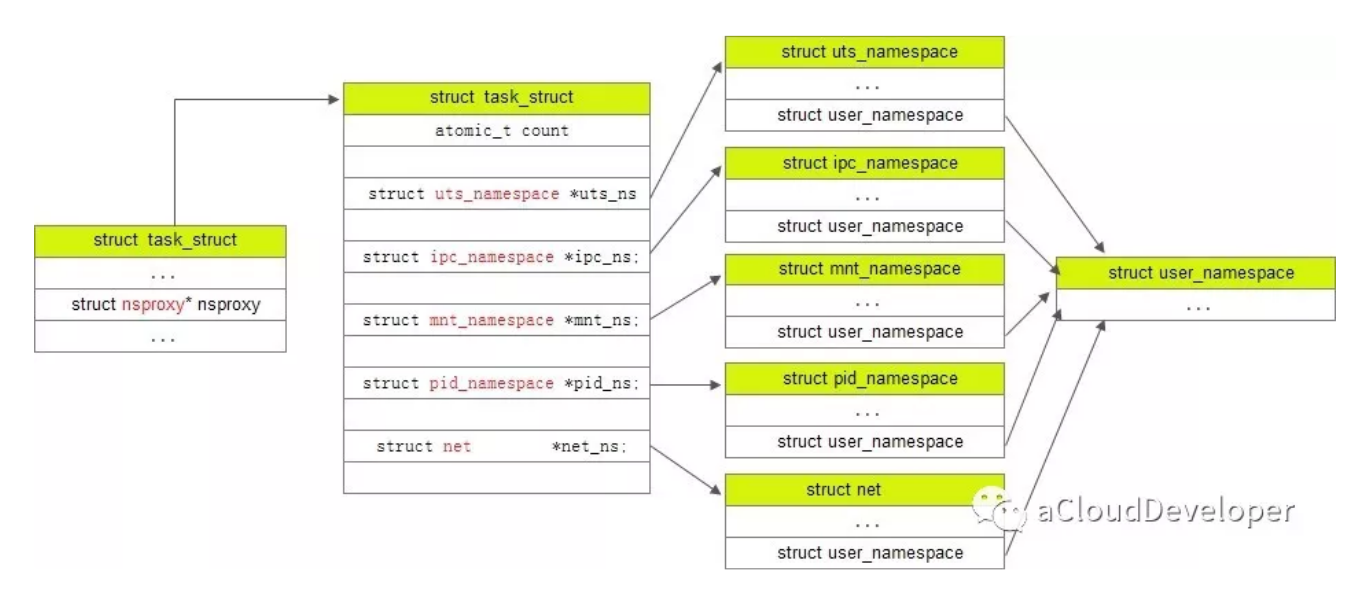 struct task_struct
...
struct nsproxy* nsproxy
...
struct task_struct
atomic_t count
struct uts_namespace *uts_ns
struct ipc_namespace *ipc_ns;
struct mnt_namespace *mnt_ns;
struct pid_namespace *pid_ns;
struct net *net_ns;
struct uts_namespace
...
struct user_namespace
struct ipc_namespace
...
struct user_namespace
struct mnt_namespace
...
struct user_namespace
struct pid_namespace
...
struct user_namespace
struct net
...
struct user_namespace
struct user_namespace
...
aCloudDeveloper